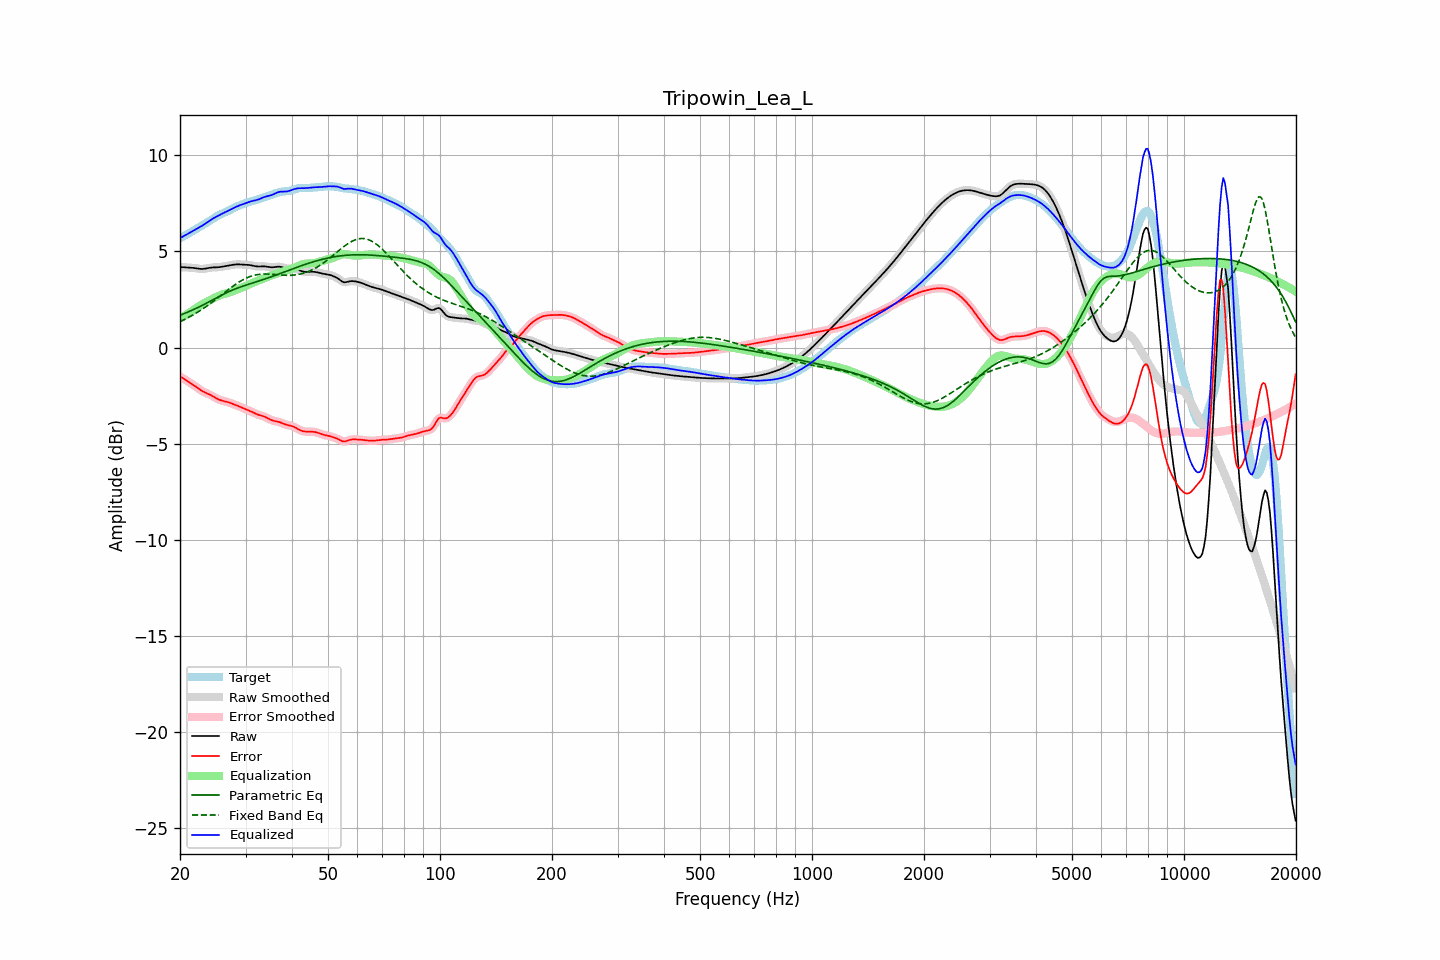 Tripowin_Lea_L
Amplitude (dBr)
10
5
0
−5
−10
−15
−20
−25
Target
Raw Smoothed
Error Smoothed
Raw
Error
Equalization
Parametric Eq
Fixed Band Eq
Equalized
20 50 100 200 500 1000 2000 5000 10000 20000
Frequency (Hz)